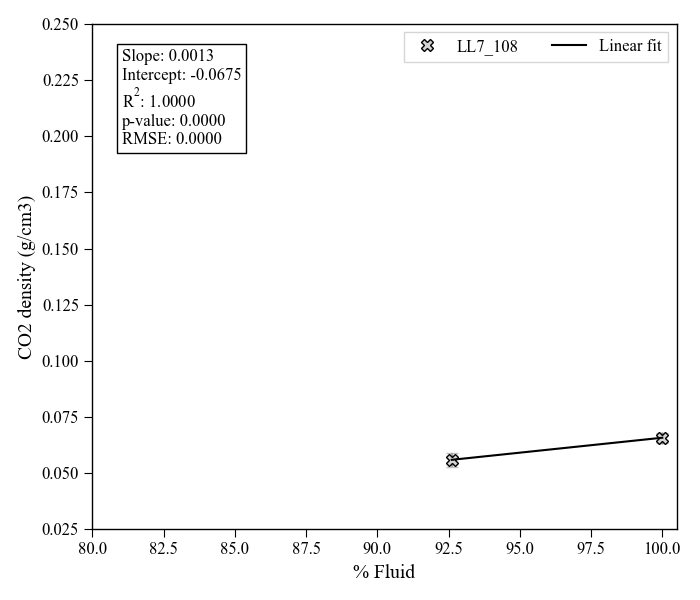 LL7_108 Linear fit
Slope: 0.0013
Intercept: -0.0675
R²: 1.0000
p-value: 0.0000
RMSE: 0.0000
CO2 density (g/cm3)
0.250
0.225
0.200
0.175
0.150
0.125
0.100
0.075
0.050
0.025
80.0 82.5 85.0 87.5 90.0 92.5 95.0 97.5 100.0
% Fluid